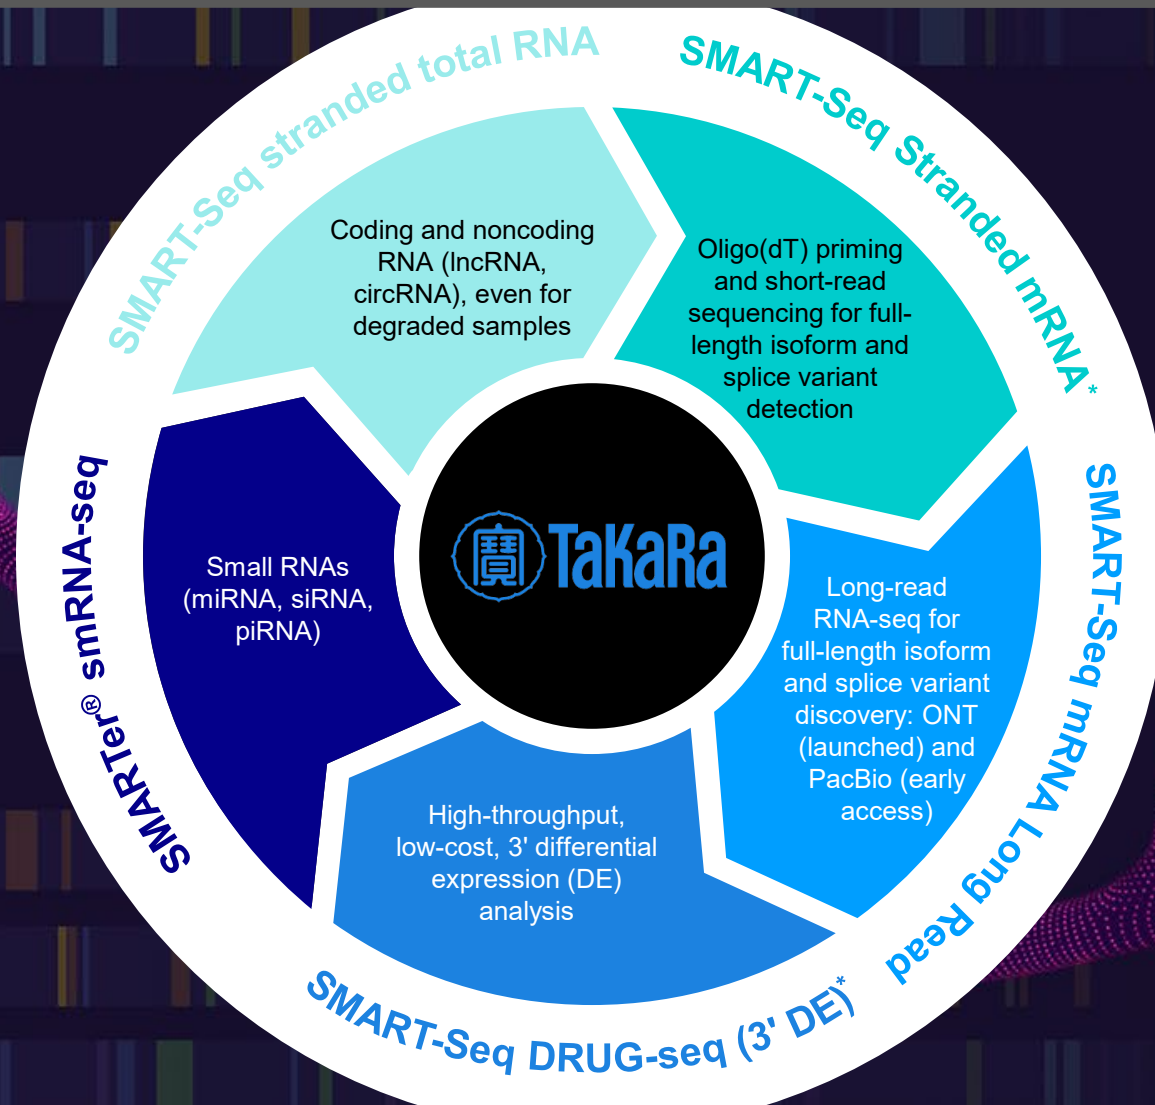 SMART-Seq stranded total RNA
Coding and noncoding
RNA (lncRNA,
circRNA), even for
degraded samples
SMART-Seq Stranded mRNA*
Oligo(dT) priming
and short-read
sequencing for full-
length isoform and
splice variant
detection
SMART-Seq mRNA Long Read
Long-read
RNA-seq for
full-length isoform
and splice variant
discovery: ONT
(launched) and
PacBio (early
access)
SMART-Seq DRUG-seq (3' DE)*
High-throughput,
low-cost, 3' differential
expression (DE)
analysis
SMARTer® smRNA-seq
Small RNAs
(miRNA, siRNA,
piRNA)
寶 TaKaRa